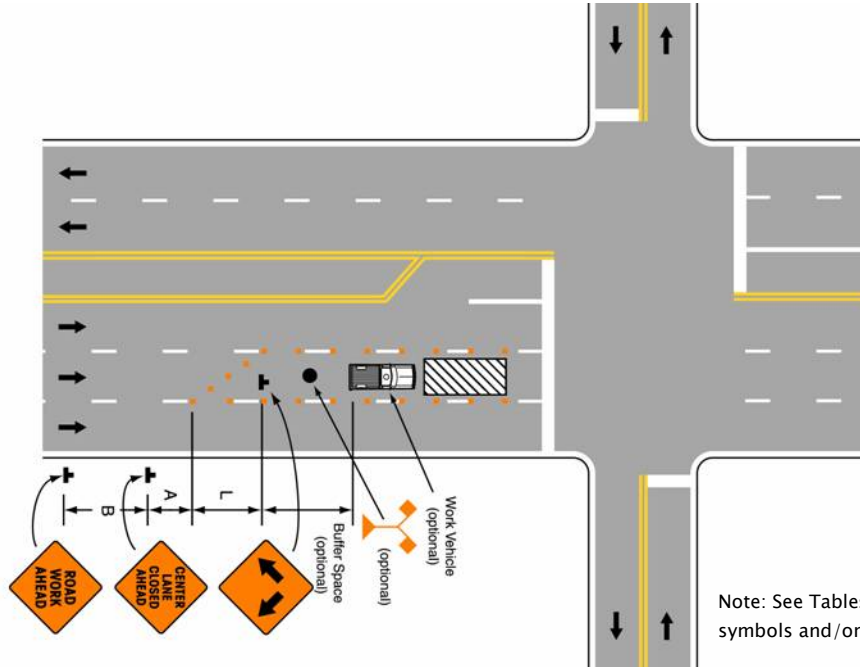 B
A
L
Buffer Space
(optional)
(optional)
Work Vehicle
(optional)
ROAD
WORK
AHEAD
CENTER
LANE
CLOSED
AHEAD
Note: See Tables
symbols and/or